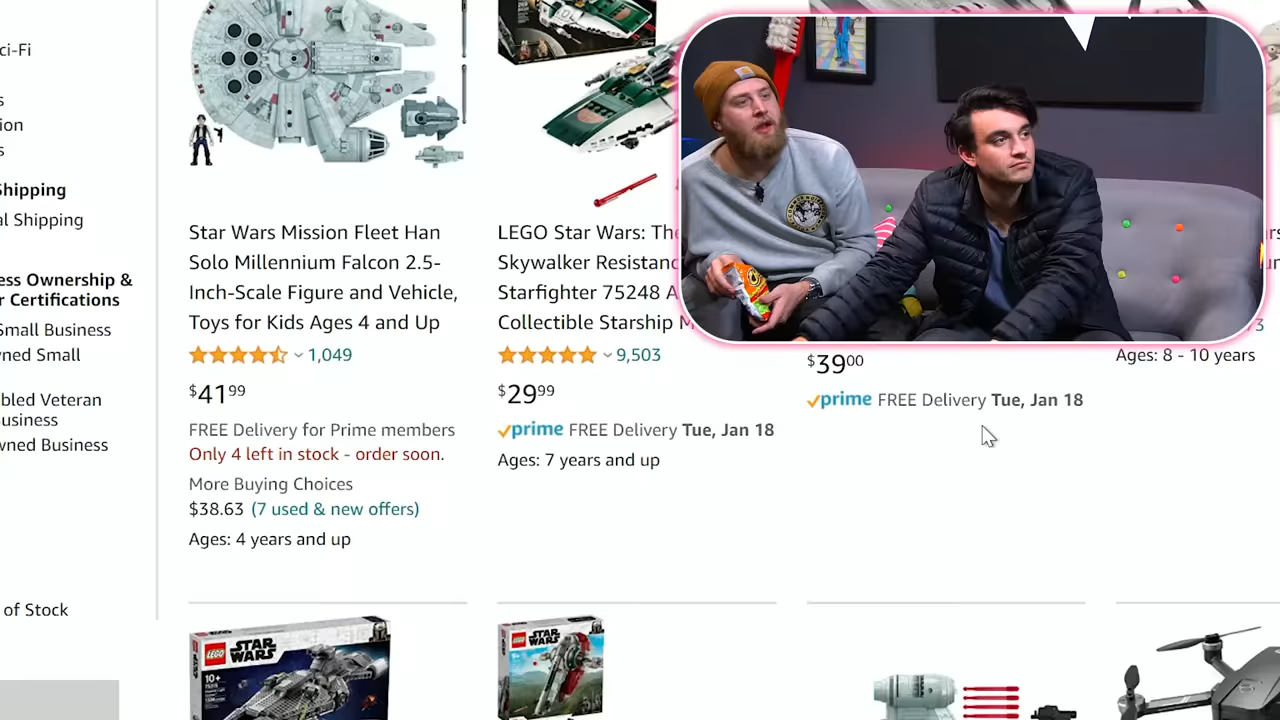 ci-Fi
s
ion
s
Shipping
al Shipping
ess Ownership &
r Certifications
Small Business
wned Small
bled Veteran
usiness
wned Business
of Stock
Star Wars Mission Fleet Han
Solo Millennium Falcon 2.5-
Inch-Scale Figure and Vehicle,
Toys for Kids Ages 4 and Up
1,049
$41.99
FREE Delivery for Prime members
Only 4 left in stock - order soon.
More Buying Choices
$38.63 (7 used & new offers)
Ages: 4 years and up
LEGO Star Wars: The
Skywalker Resistanc
Starfighter 75248 A
Collectible Starship M
9,503
$29.99
prime FREE Delivery Tue, Jan 18
Ages: 7 years and up
$39.00
prime FREE Delivery Tue, Jan 18
Ages: 8 - 10 years
LEGO STAR WARS
10+
LEGO STAR WARS